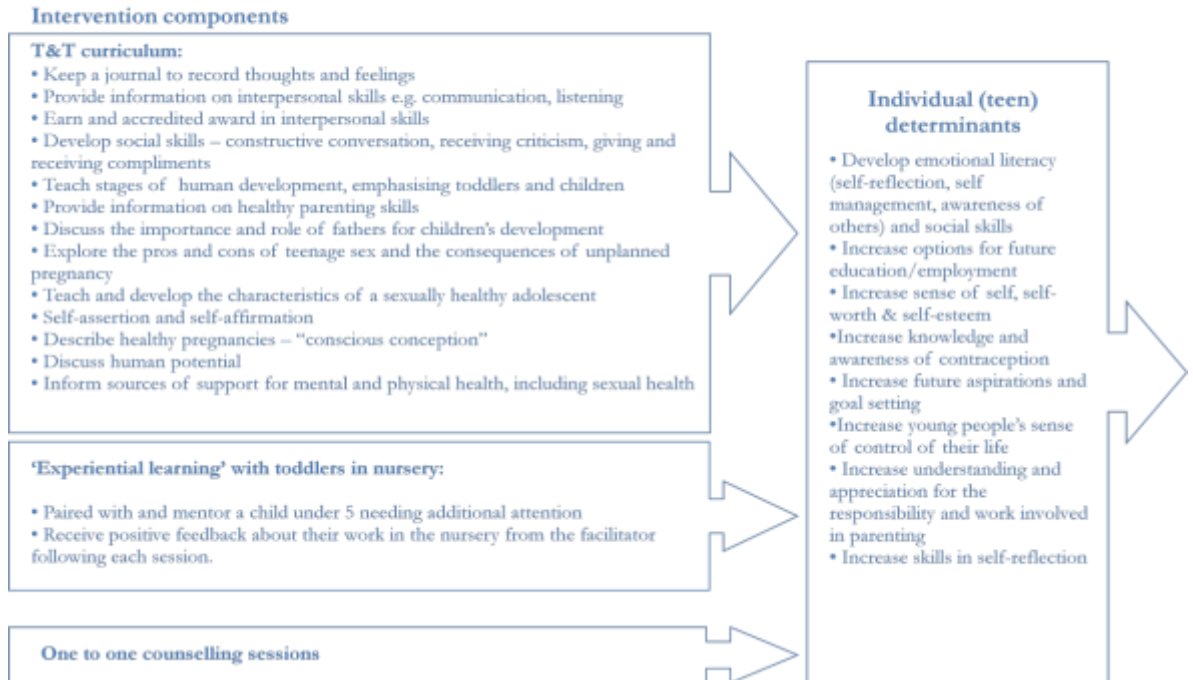 Intervention components
T&T curriculum:
• Keep a journal to record thoughts and feelings
• Provide information on interpersonal skills e.g. communication, listening
• Earn and accredited award in interpersonal skills
• Develop social skills – constructive conversation, receiving criticism, giving and
receiving compliments
• Teach stages of human development, emphasising toddlers and children
• Provide information on healthy parenting skills
• Discuss the importance and role of fathers for children's development
• Explore the pros and cons of teenage sex and the consequences of unplanned
pregnancy
• Teach and develop the characteristics of a sexually healthy adolescent
• Self-assertion and self-affirmation
• Describe healthy pregnancies – “conscious conception”
• Discuss human potential
• Inform sources of support for mental and physical health, including sexual health
‘Experiential learning’ with toddlers in nursery:
• Paired with and mentor a child under 5 needing additional attention
• Receive positive feedback about their work in the nursery from the facilitator
following each session.
One to one counselling sessions
Individual (teen)
determinants
• Develop emotional literacy
(self-reflection, self
management, awareness of
others) and social skills
• Increase options for future
education/employment
• Increase sense of self, self-
worth & self-esteem
•Increase knowledge and
awareness of contraception
• Increase future aspirations and
goal setting
•Increase young people's sense
of control of their life
• Increase understanding and
appreciation for the
responsibility and work involved
in parenting
• Increase skills in self-reflection